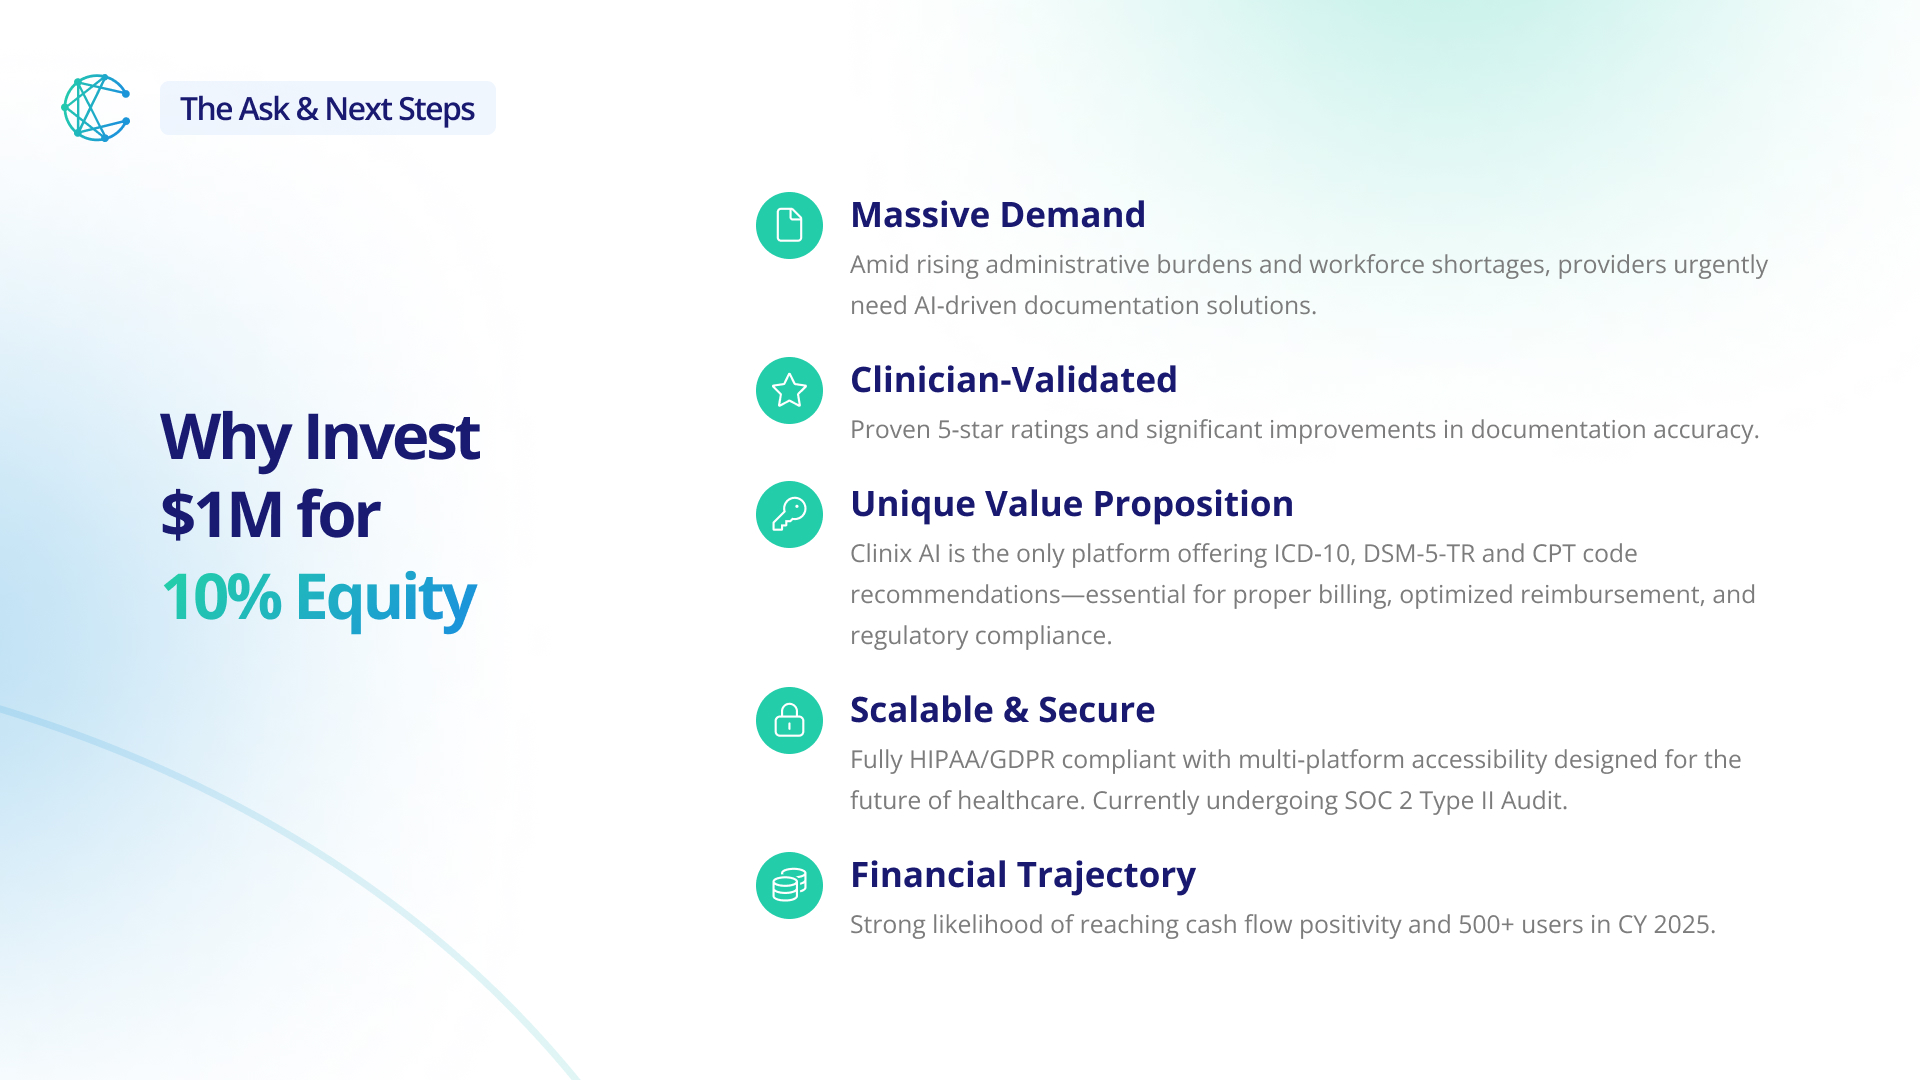 The Ask & Next Steps
Why Invest
$1M for
10% Equity
Massive Demand
Amid rising administrative burdens and workforce shortages, providers urgently
need AI-driven documentation solutions.
Clinician-Validated
Proven 5-star ratings and significant improvements in documentation accuracy.
Unique Value Proposition
Clinix AI is the only platform offering ICD-10, DSM-5-TR and CPT code
recommendations—essential for proper billing, optimized reimbursement, and
regulatory compliance.
Scalable & Secure
Fully HIPAA/GDPR compliant with multi-platform accessibility designed for the
future of healthcare. Currently undergoing SOC 2 Type II Audit.
Financial Trajectory
Strong likelihood of reaching cash flow positivity and 500+ users in CY 2025.